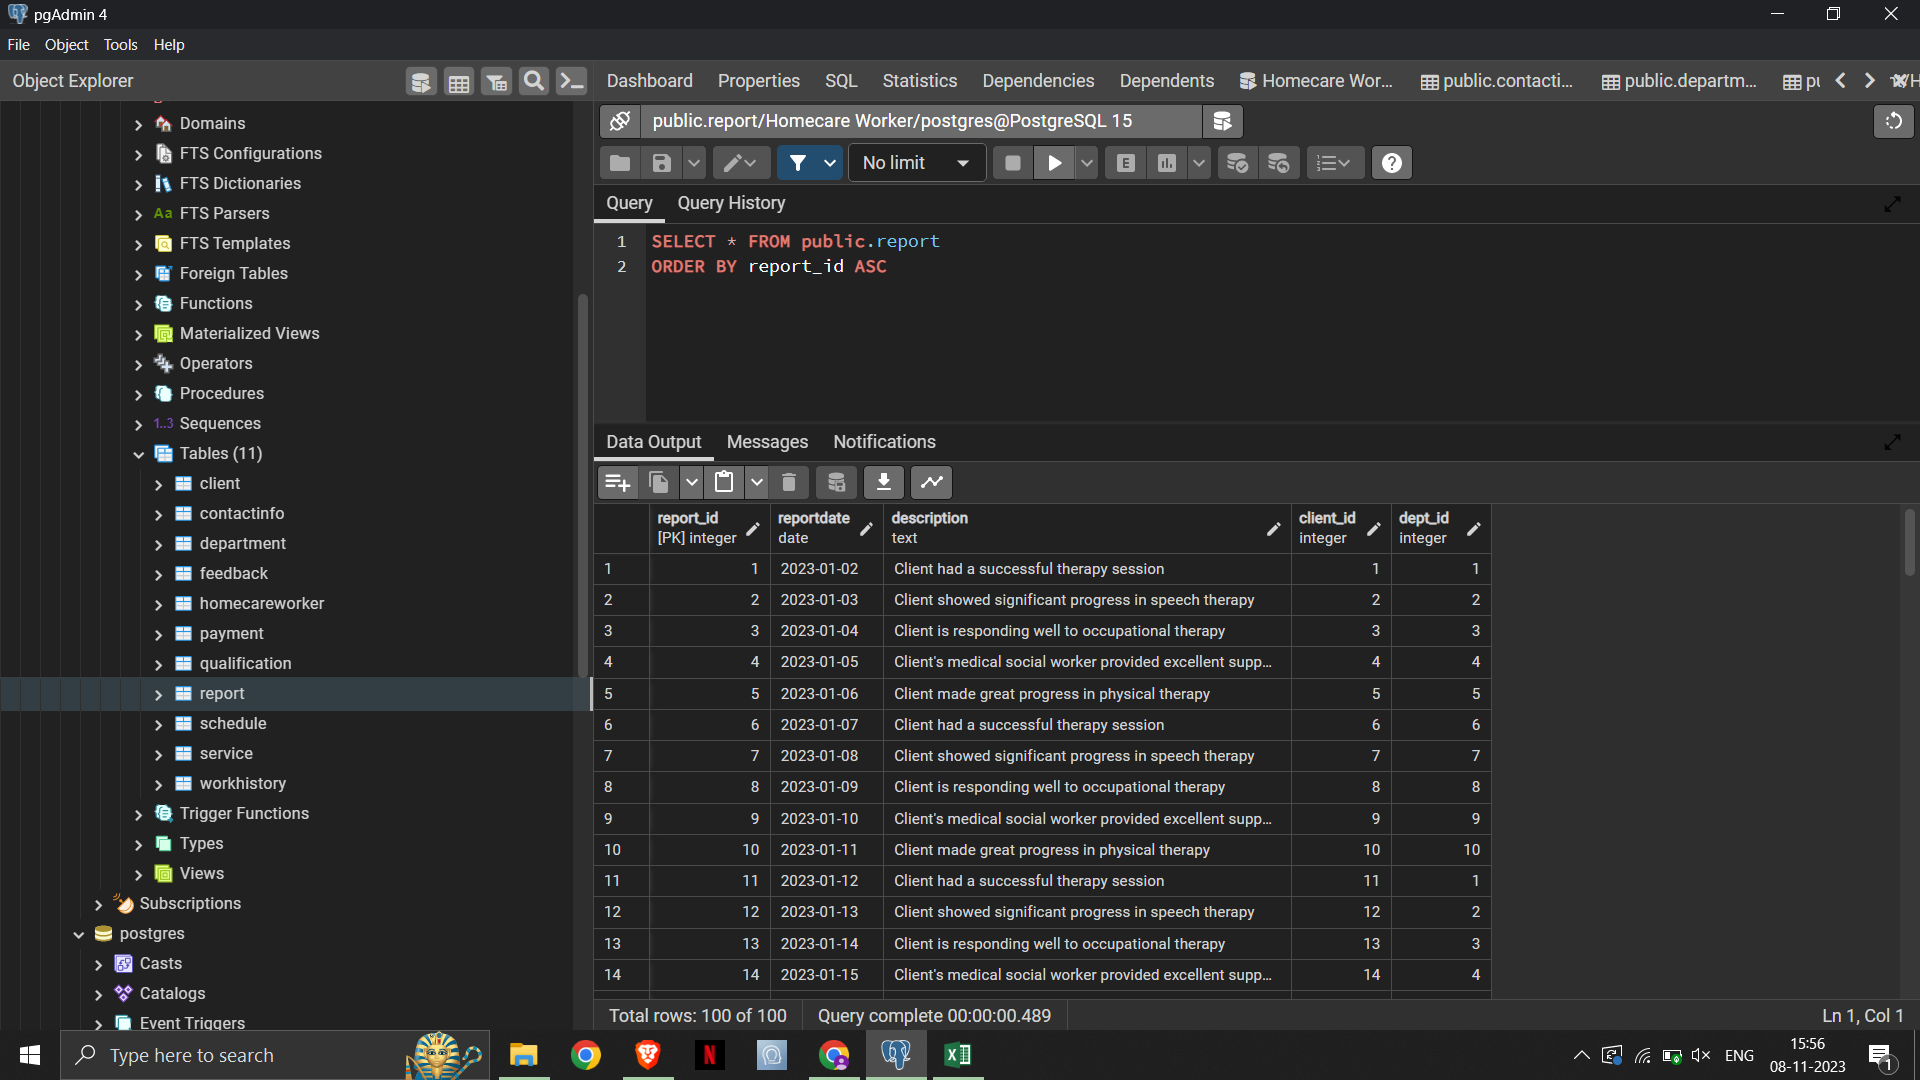 pgAdmin 4
File Object Tools Help
Object Explorer
Domains
FTS Configurations
FTS Dictionaries
Aa FTS Parsers
FTS Templates
Foreign Tables
Functions
Materialized Views
Operators
Procedures
1..3 Sequences
Tables (11)
client
contactinfo
department
feedback
homecareworker
payment
qualification
report
schedule
service
workhistory
Trigger Functions
Types
Views
Subscriptions
postgres
Casts
Catalogs
Event Triggers
Dashboard Properties SQL Statistics Dependencies Dependents Homecare Wor... public.contacti... public.departm... pu
public.report/Homecare Worker/postgres@PostgreSQL 15
No limit E
Query Query History
1 SELECT * FROM public.report
2 ORDER BY report_id ASC
Data Output Messages Notifications
report_id reportdate description client_id dept_id
[PK] integer date text integer integer
1 1 2023-01-02 Client had a successful therapy session 1 1
2 2 2023-01-03 Client showed significant progress in speech therapy 2 2
3 3 2023-01-04 Client is responding well to occupational therapy 3 3
4 4 2023-01-05 Client's medical social worker provided excellent supp... 4 4
5 5 2023-01-06 Client made great progress in physical therapy 5 5
6 6 2023-01-07 Client had a successful therapy session 6 6
7 7 2023-01-08 Client showed significant progress in speech therapy 7 7
8 8 2023-01-09 Client is responding well to occupational therapy 8 8
9 9 2023-01-10 Client's medical social worker provided excellent supp... 9 9
10 10 2023-01-11 Client made great progress in physical therapy 10 10
11 11 2023-01-12 Client had a successful therapy session 11 1
12 12 2023-01-13 Client showed significant progress in speech therapy 12 2
13 13 2023-01-14 Client is responding well to occupational therapy 13 3
14 14 2023-01-15 Client's medical social worker provided excellent supp... 14 4
Total rows: 100 of 100 Query complete 00:00:00.489 Ln 1, Col 1
Type here to search
ENG
15:56
08-11-2023
1